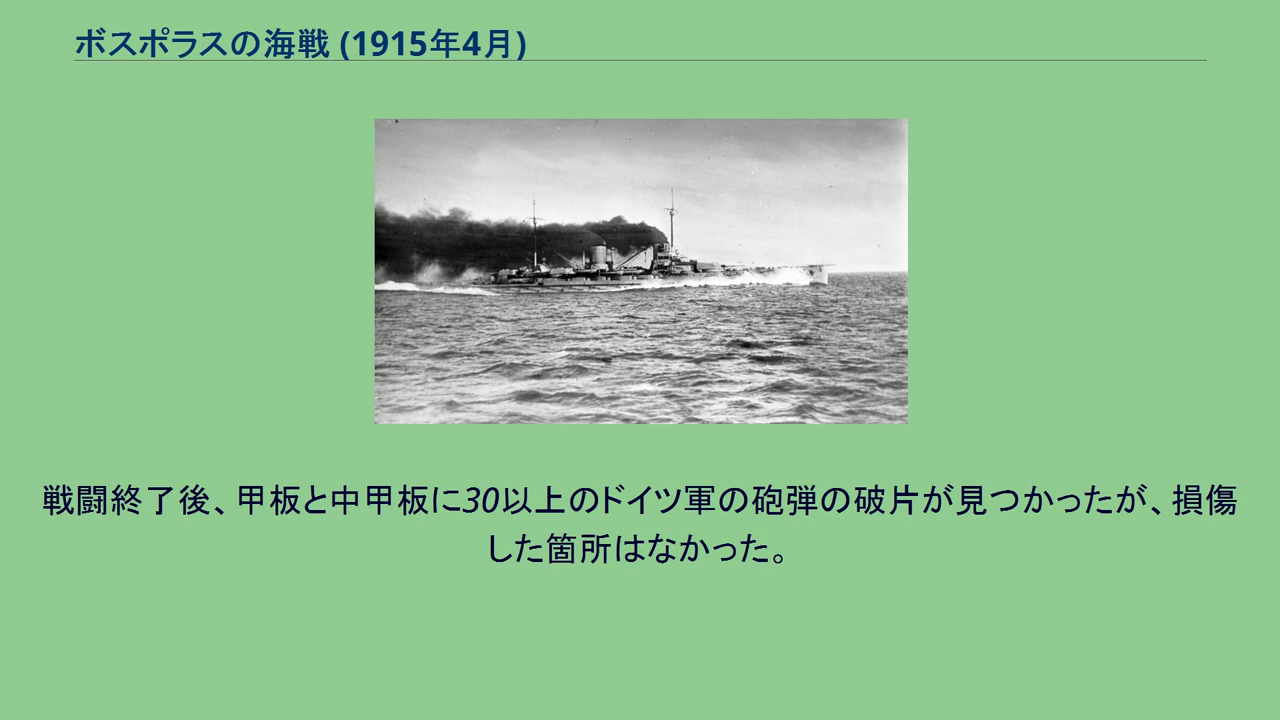 ボスポラスの海戦 (1915年4月)
戦闘終了後、甲板と中甲板に30以上のドイツ軍の砲弾の破片が見つかったが、損傷
した箇所はなかった。